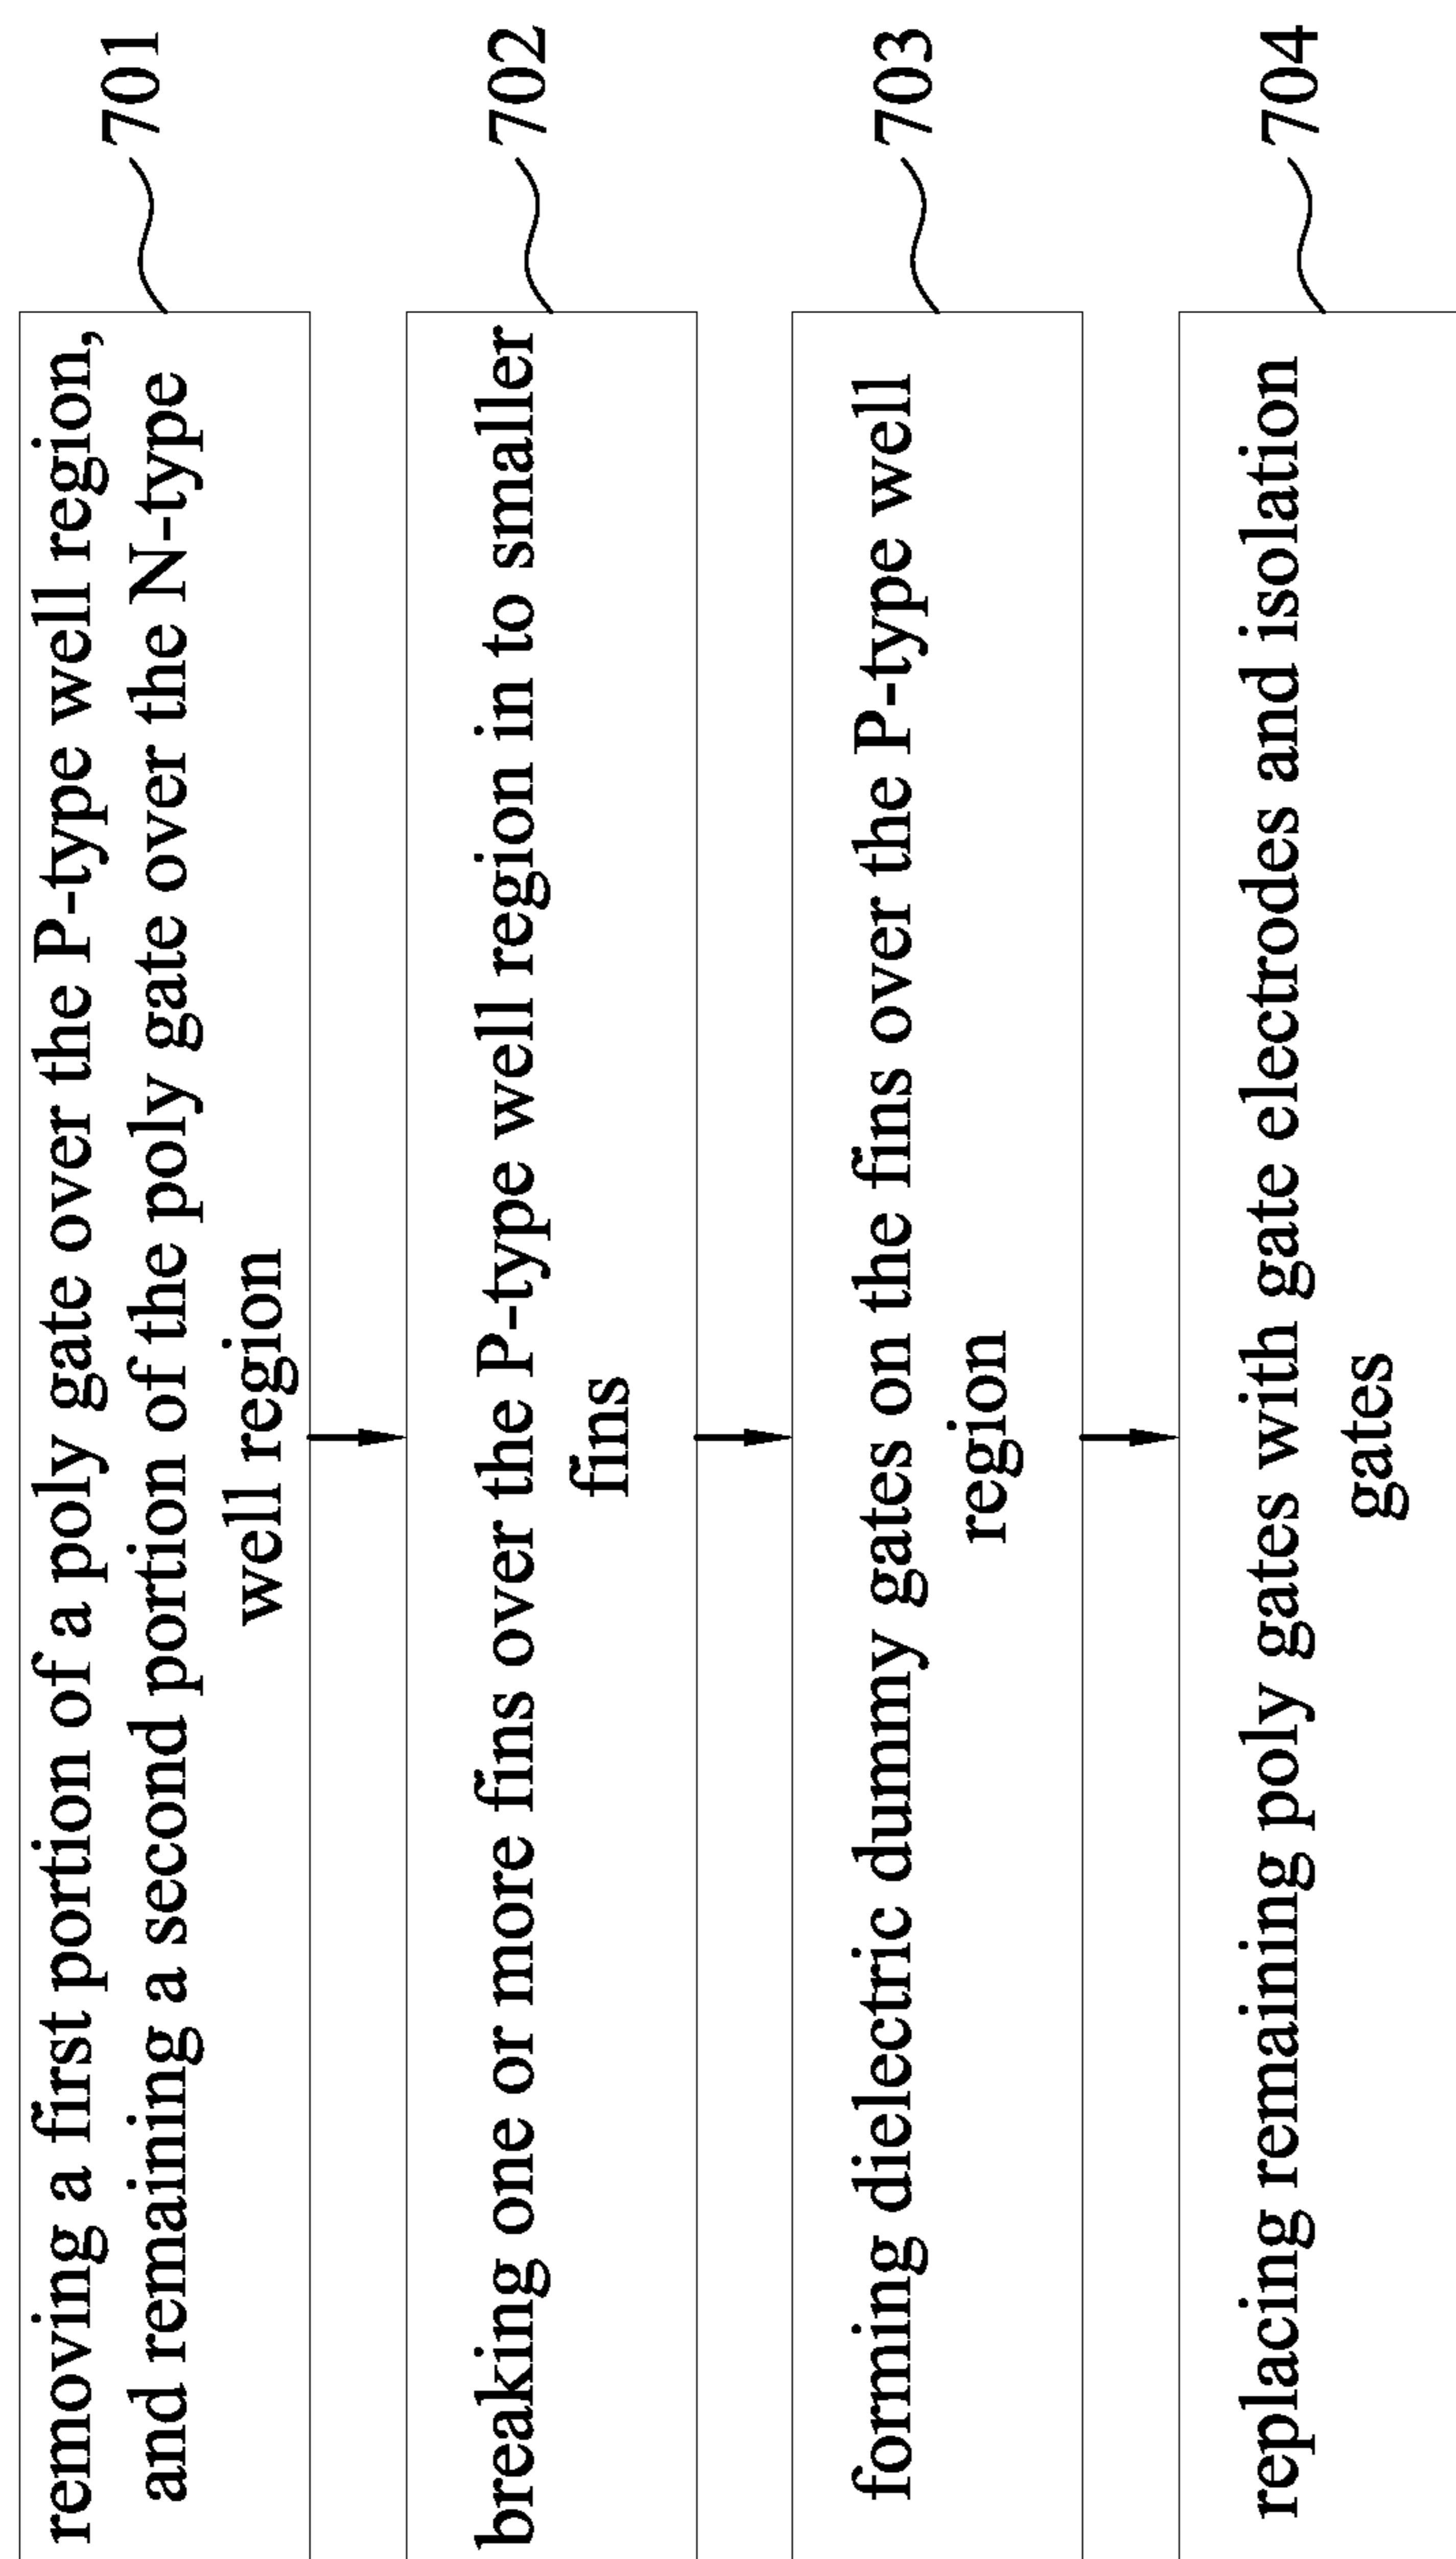 removing a first portion of a poly gate over the P-type well region,
and remaining a second portion of the poly gate over the N-type
well region
701
breaking one or more fins over the P-type well region in to smaller
fins
702
forming dielectric dummy gates on the fins over the P-type well
region
703
replacing remaining poly gates with gate electrodes and isolation
gates
704